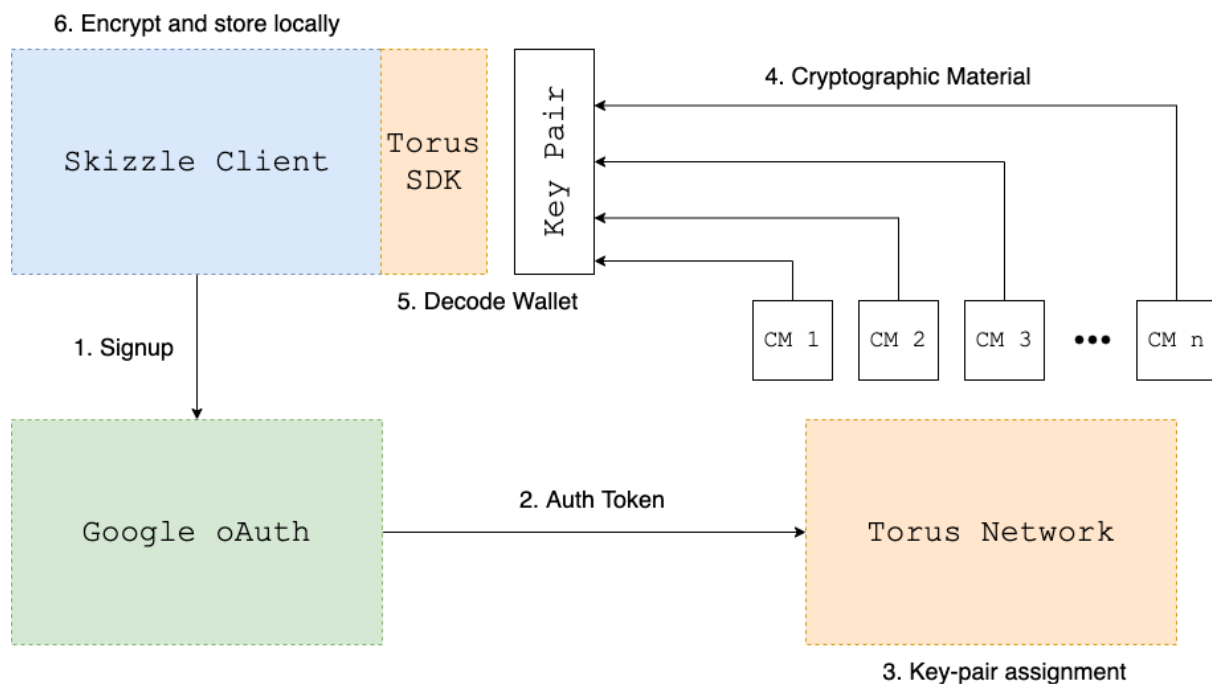 6. Encrypt and store locally
Skizzle Client
Torus
SDK
Key Pair
4. Cryptographic Material
5. Decode Wallet
CM 1
CM 2
CM 3
•••
CM n
1. Signup
Google oAuth
2. Auth Token
Torus Network
3. Key-pair assignment